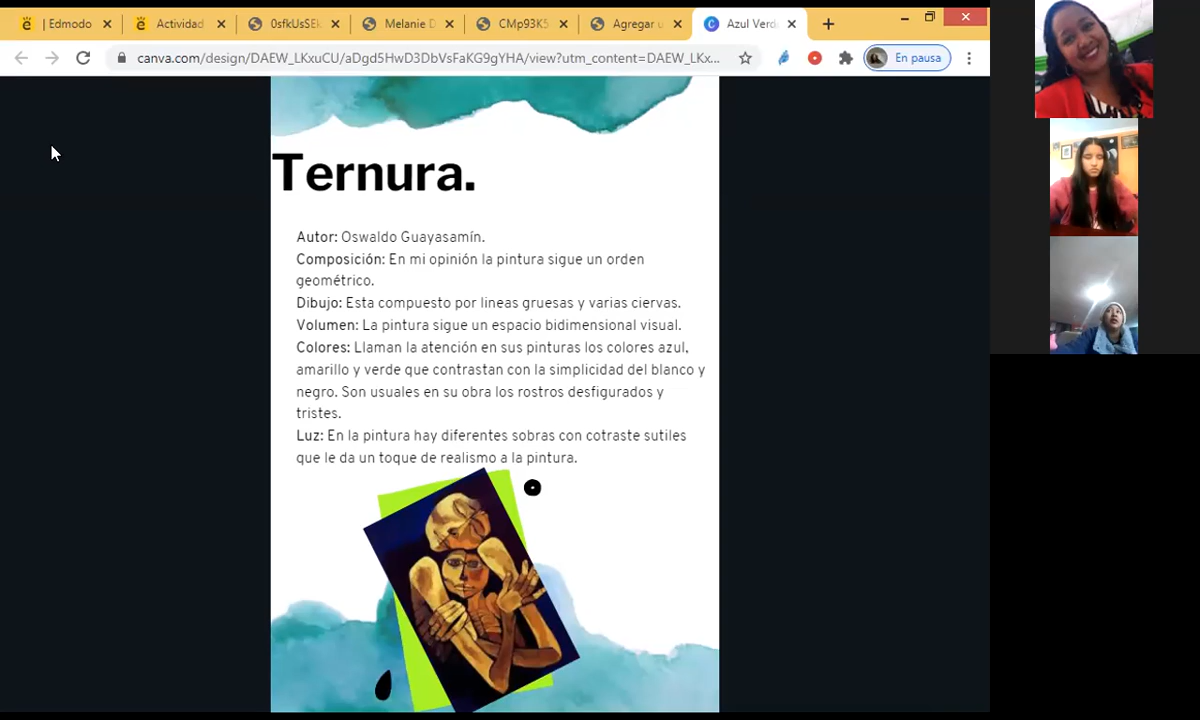 | Edmodo
Actividad
0sfkUsSEk
Melanie D
CMp93K5
Agregar u
Azul Verd
canva.com/design/DAEW_LKxuCU/aDgd5HwD3DbVsFaKG9gYHA/view?utm_content=DAEW_LKx...
En pausa
Ternura.
Autor: Oswaldo Guayasamín.
Composición: En mi opinión la pintura sigue un orden
geométrico.
Dibujo: Esta compuesto por lineas gruesas y varias ciervas.
Volumen: La pintura sigue un espacio bidimensional visual.
Colores: Llaman la atención en sus pinturas los colores azul,
amarillo y verde que contrastan con la simplicidad del blanco y
negro. Son usuales en su obra los rostros desfigurados y
tristes.
Luz: En la pintura hay diferentes sobras con cotraste sutiles
que le da un toque de realismo a la pintura.